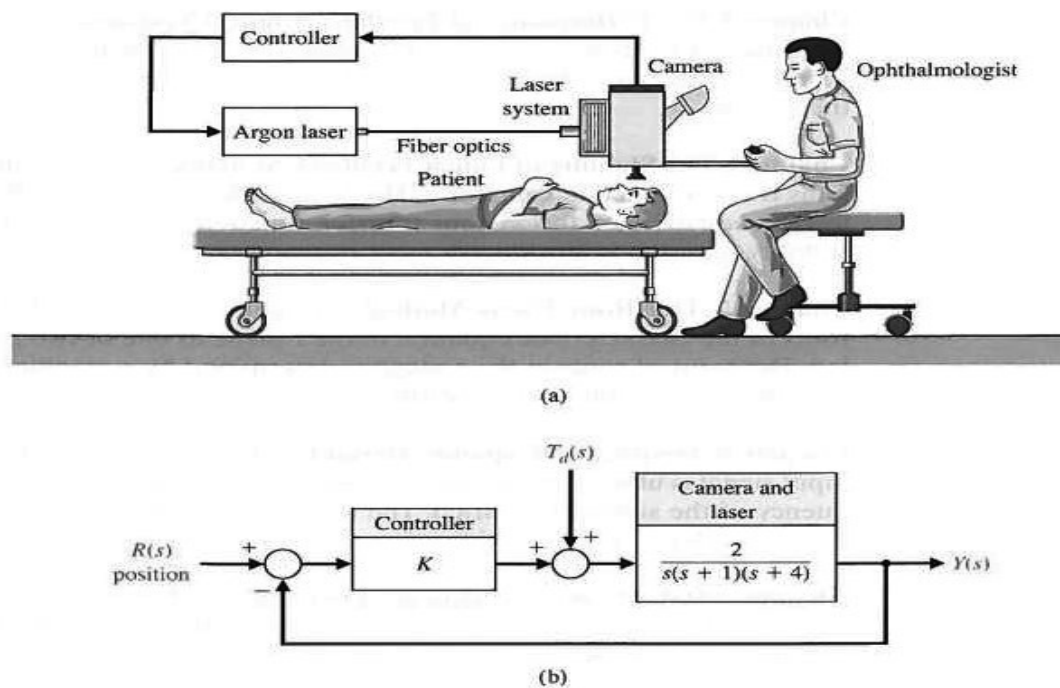 Controller
Camera
Ophthalmologist
Laser
system
Argon laser
Fiber optics
Patient
(a)
T_d(s)
Camera and
laser
Controller
R(s)
position
+
−
K
+
+
2
s(s + 1)(s + 4)
Y(s)
(b)